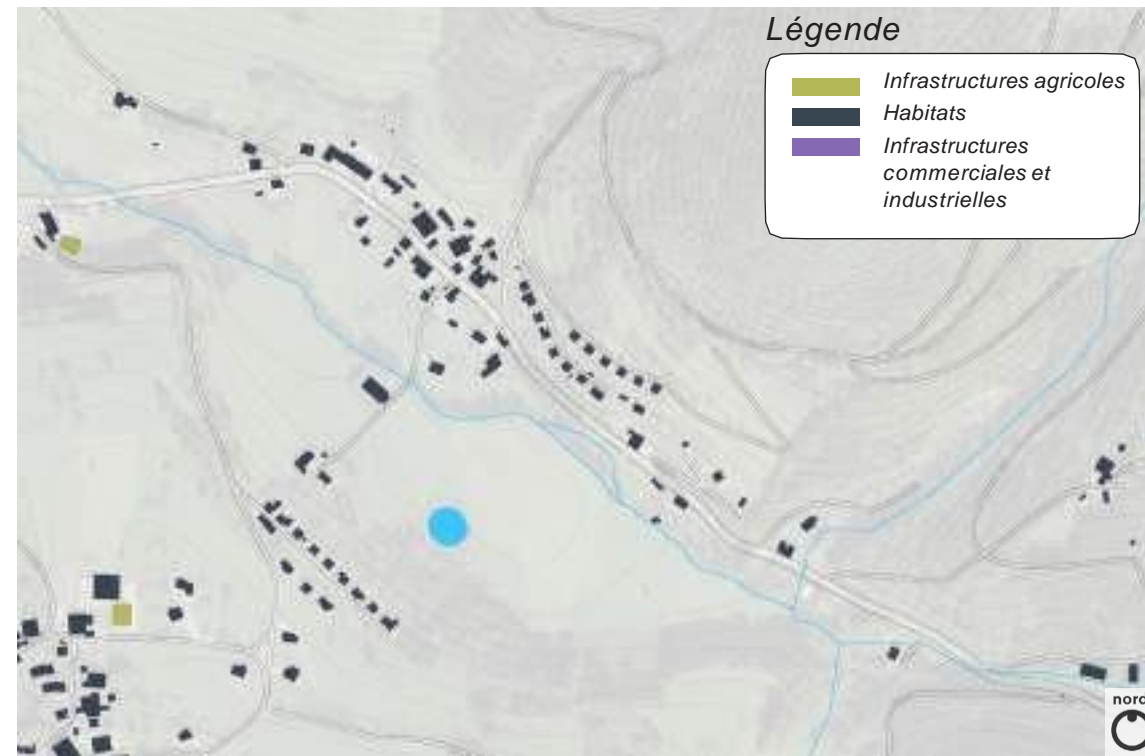 Légende
Infrastructures agricoles
Habitats
Infrastructures
commerciales et
industrielles
nord